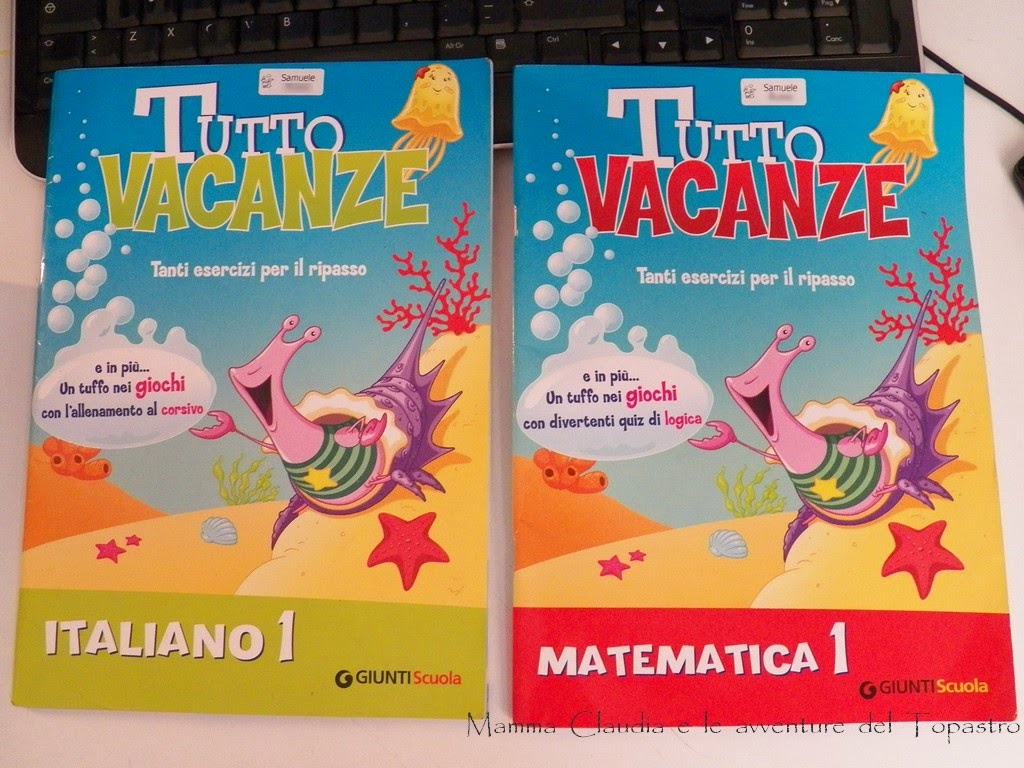 Samuele
TUTTO
VACANZE
Tanti esercizi per il ripasso
e in più...
Un tuffo nei giochi
con l'allenamento al corsivo
ITALIANO 1
GIUNTI Scuola
Samuele
TUTTO
VACANZE
Tanti esercizi per il ripasso
e in più...
Un tuffo nei giochi
con divertenti quiz di logica
MATEMATICA 1
GIUNTI Scuola
Mamma Claudia e le avventure del Topastro